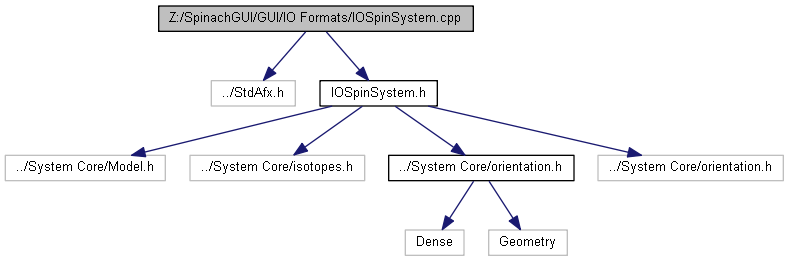 Z:/SpinachGUI/GUI/IO Formats/IOSpinSystem.cpp
../StdAfx.h
IOSpinSystem.h
../System Core/Model.h
../System Core/isotopes.h
../System Core/orientation.h
../System Core/orientation.h
Dense
Geometry